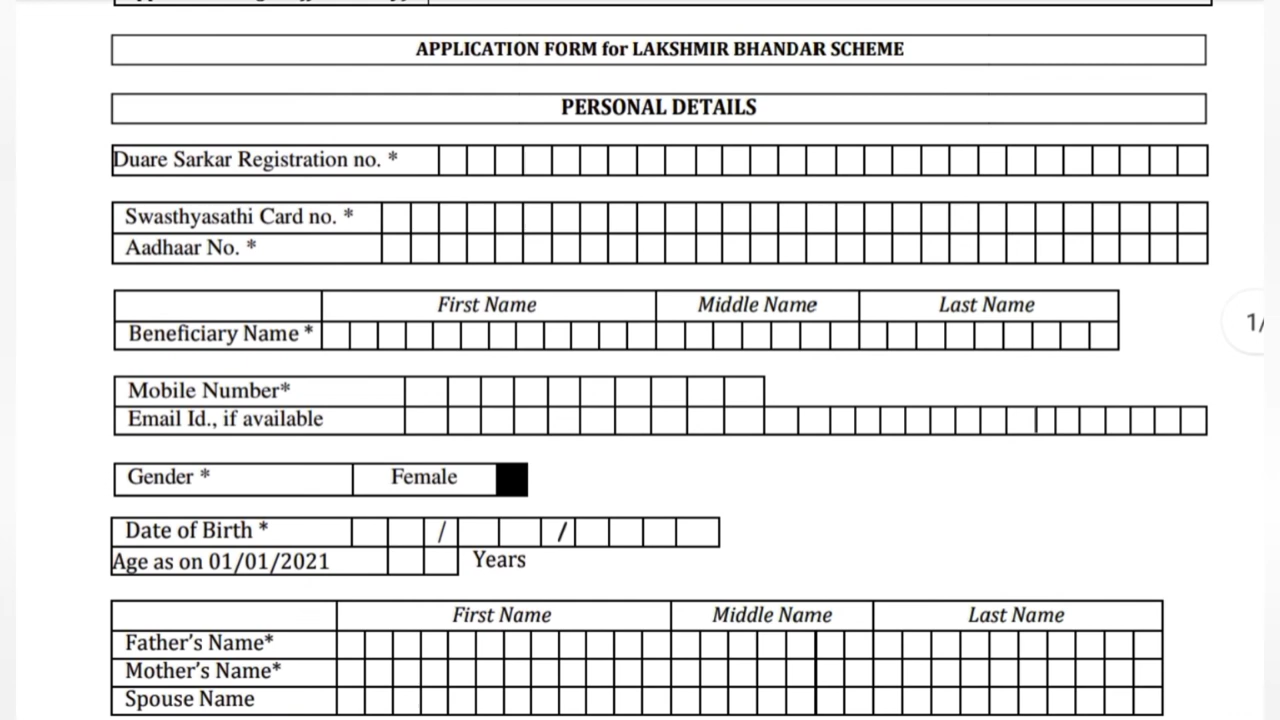 APPLICATION FORM for LAKSHMIR BHANDAR SCHEME
PERSONAL DETAILS
Duare Sarkar Registration no. *
Swasthyasathi Card no. *
Aadhaar No. *
First Name Middle Name Last Name
Beneficiary Name *
Mobile Number*
Email Id., if available
Gender * Female
Date of Birth * / /
Age as on 01/01/2021 Years
First Name Middle Name Last Name
Father's Name*
Mother's Name*
Spouse Name
1/